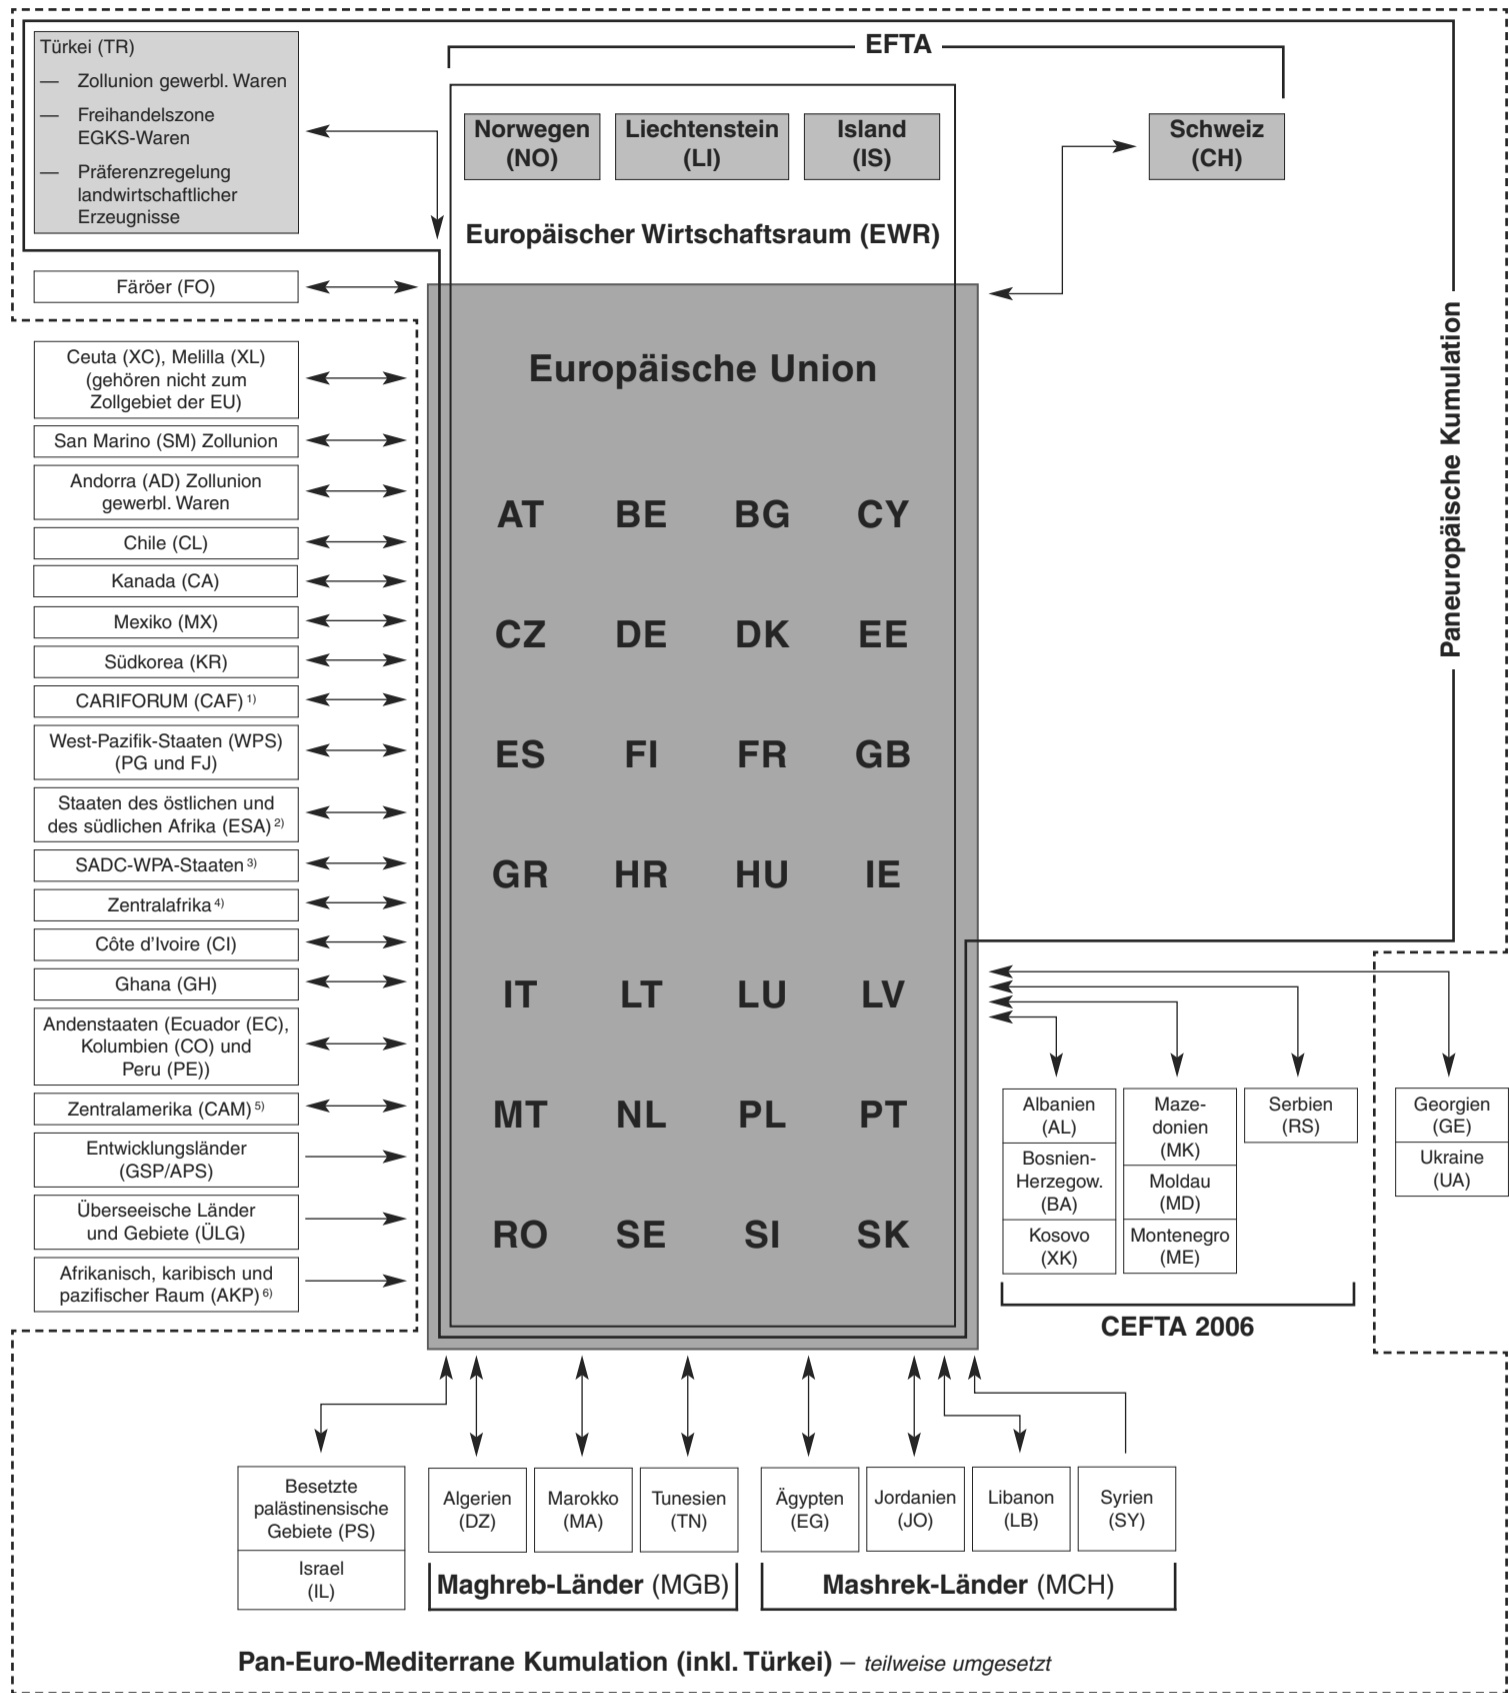 Türkei (TR)
— Zollunion gewerbl. Waren
— Freihandelszone
EGKS-Waren
— Präferenzregelung
landwirtschaftlicher
Erzeugnisse
EFTA
Norwegen
(NO)
Liechtenstein
(LI)
Island
(IS)
Schweiz
(CH)
Europäischer Wirtschaftsraum (EWR)
Paneuropäische Kumulation
Färöer (FO)
Ceuta (XC), Melilla (XL)
(gehören nicht zum
Zollgebiet der EU)
San Marino (SM) Zollunion
Andorra (AD) Zollunion
gewerbl. Waren
Chile (CL)
Kanada (CA)
Mexiko (MX)
Südkorea (KR)
CARIFORUM (CAF) 1)
West-Pazifik-Staaten (WPS)
(PG und FJ)
Staaten des östlichen und
des südlichen Afrika (ESA) 2)
SADC-WPA-Staaten 3)
Zentralafrika 4)
Côte d'Ivoire (CI)
Ghana (GH)
Andenstaaten (Ecuador (EC),
Kolumbien (CO) und
Peru (PE))
Zentralamerika (CAM) 5)
Entwicklungsländer
(GSP/APS)
Überseeische Länder
und Gebiete (ÜLG)
Afrikanisch, karibisch und
pazifischer Raum (AKP) 6)
Europäische Union
AT BE BG CY
CZ DE DK EE
ES FI FR GB
GR HR HU IE
IT LT LU LV
MT NL PL PT
RO SE SI SK
Albanien
(AL)
Bosnien-
Herzegow.
(BA)
Kosovo
(XK)
Maze-
donien
(MK)
Moldau
(MD)
Montenegro
(ME)
Serbien
(RS)
Georgien
(GE)
Ukraine
(UA)
CEFTA 2006
Besetzte
palästinensische
Gebiete (PS)
Israel
(IL)
Algerien
(DZ)
Marokko
(MA)
Tunesien
(TN)
Ägypten
(EG)
Jordanien
(JO)
Libanon
(LB)
Syrien
(SY)
Maghreb-Länder (MGB)
Mashrek-Länder (MCH)
Pan-Euro-Mediterrane Kumulation (inkl. Türkei) – teilweise umgesetzt